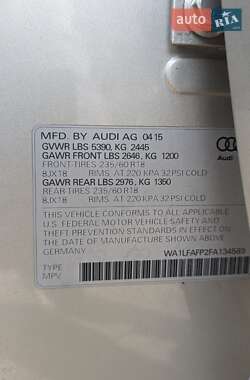 AUTO
RIA
MFD. BY AUDI AG 04 15
GVWR LBS 5390, KG 2445
GAWR FRONT LBS 2646, KG 1200
FRONT TIRES 235/60 R18
8JX18 RIMS AT 220 KPA 32 PSI COLD
GAWR REAR LBS 2976, KG 1350
REAR TIRES 235/60 R18
8JX18 RIMS AT 220 KPA 32 PSI COLD
Audi
THIS VEHICLE CONFORMS TO ALL APPLICABLE
U.S. FEDERAL MOTOR VEHICLE SAFETY AND
THEFT PREVENTION STANDARDS IN EFFECT ON
THE DATE OF MANUFACTURE SHOWN ABOVE
GERMANY
TYPE:
MPV
WA1LFAFP2FA134589